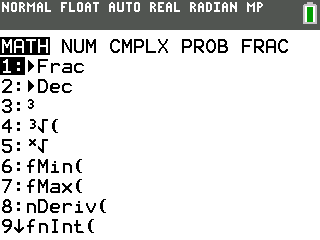 NORMAL FLOAT AUTO REAL RADIAN MP
MATH NUM CMPLX PROB FRAC
1:▶Frac
2:▶Dec
3:³
4:³√(
5:ˣ√
6:fMin(
7:fMax(
8:nDeriv(
9↓fnInt(